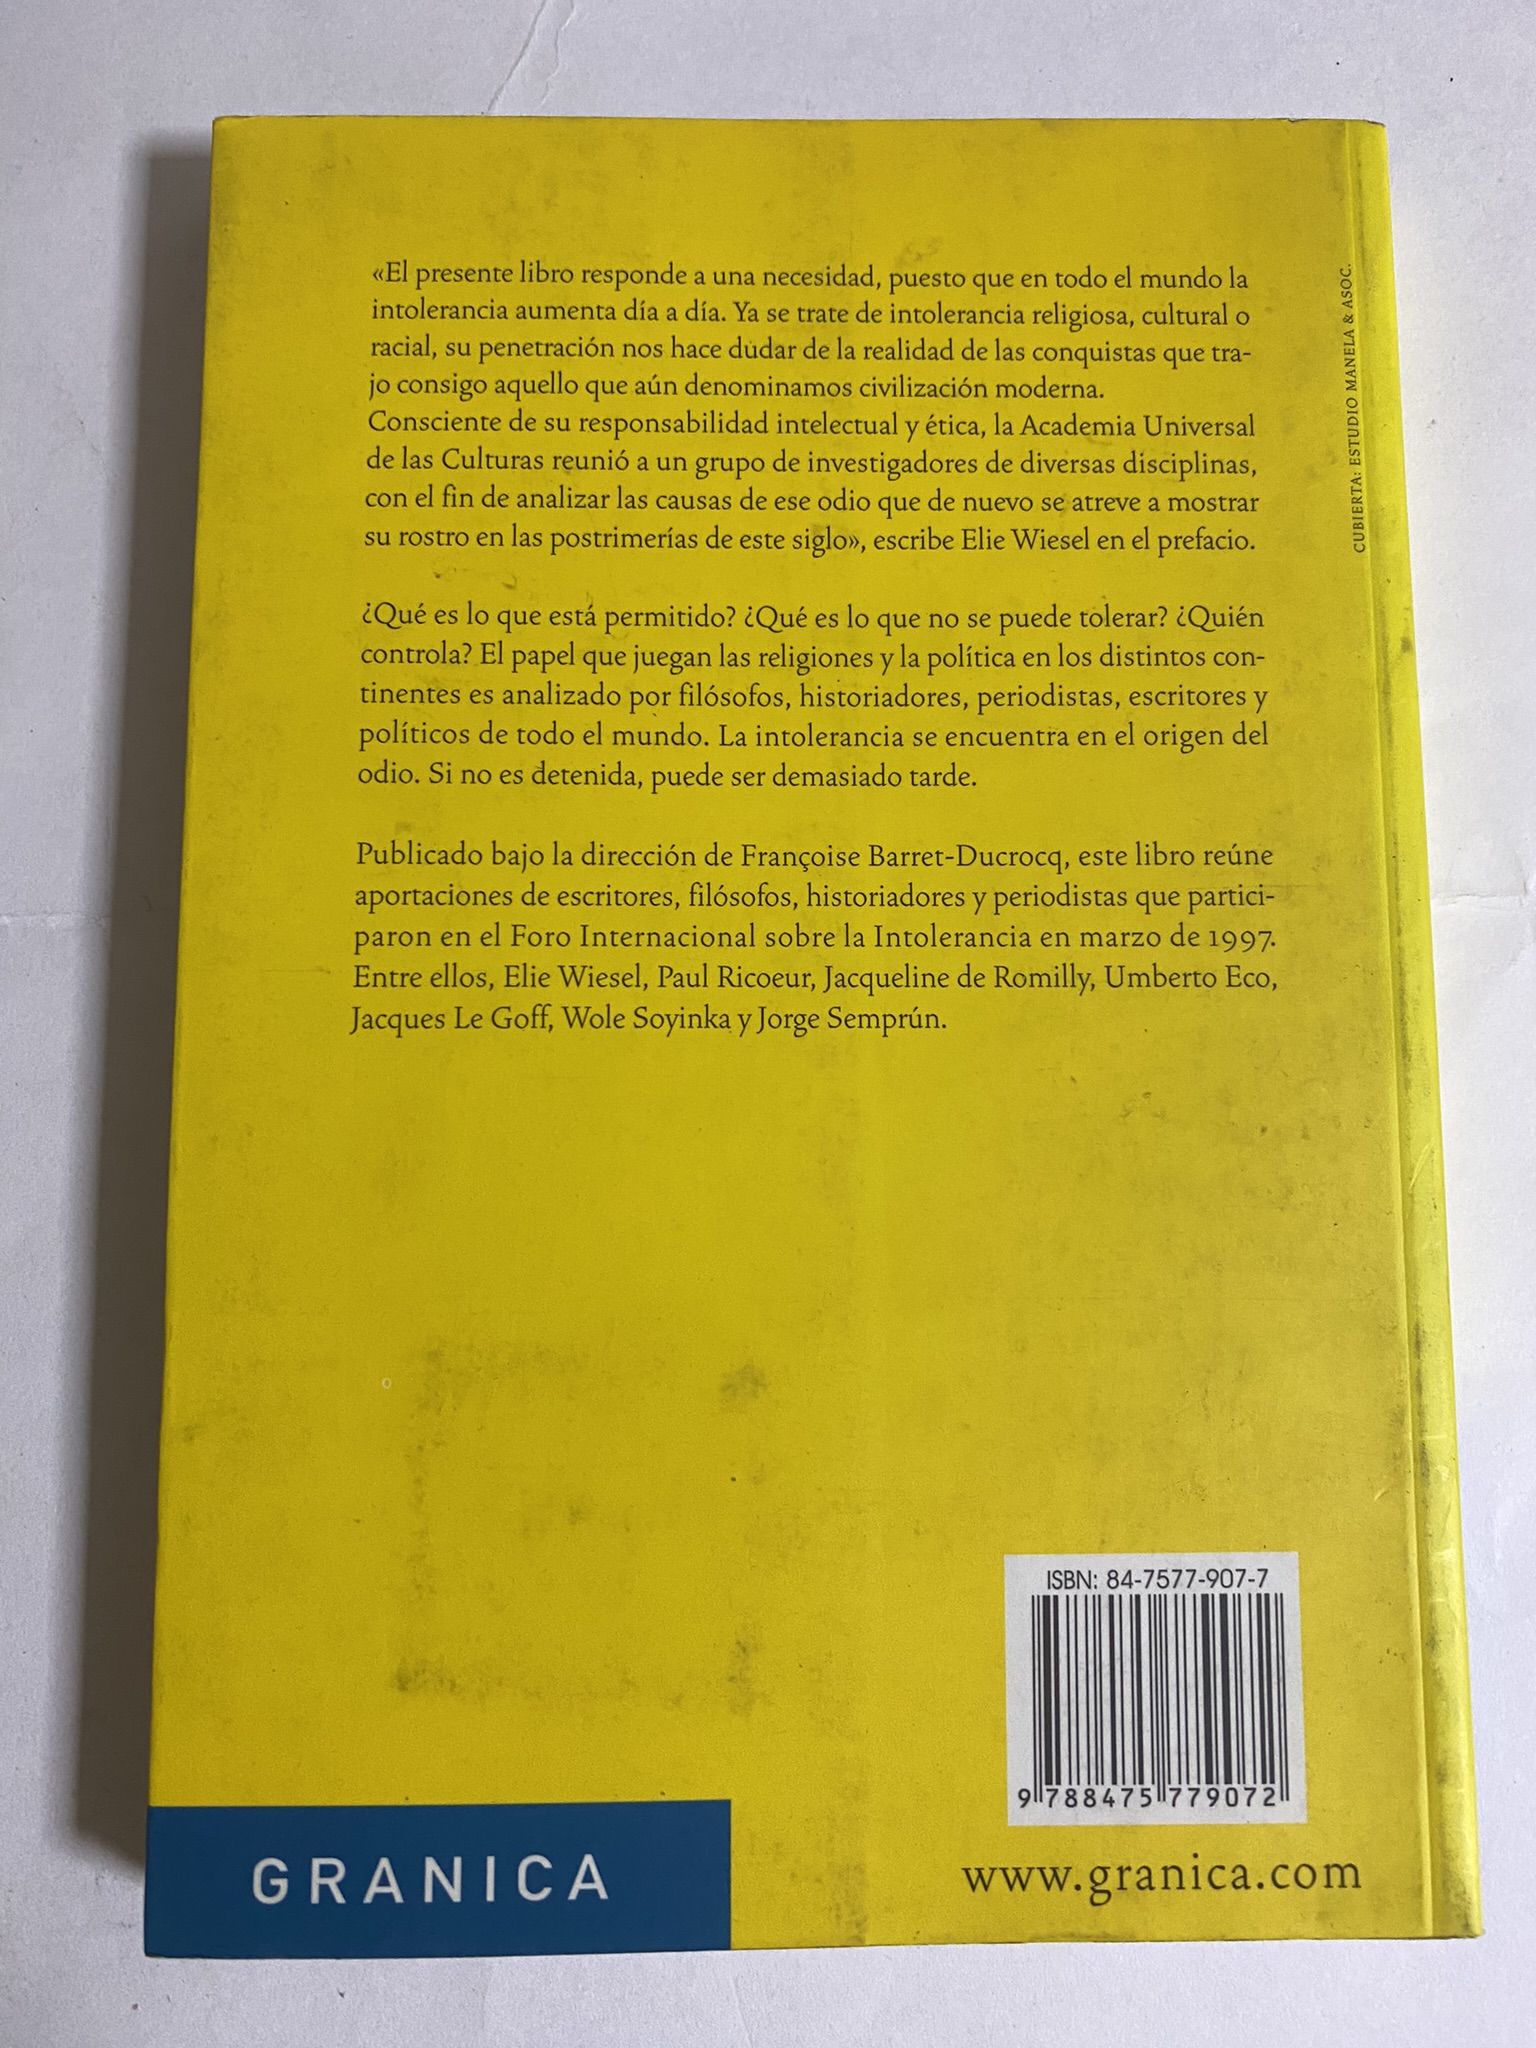 «El presente libro responde a una necesidad, puesto que en todo el mundo la
intolerancia aumenta día a día. Ya se trate de intolerancia religiosa, cultural o
racial, su penetración nos hace dudar de la realidad de las conquistas que tra-
jo consigo aquello que aún denominamos civilización moderna.
Consciente de su responsabilidad intelectual y ética, la Academia Universal
de las Culturas reunió a un grupo de investigadores de diversas disciplinas,
con el fin de analizar las causas de ese odio que de nuevo se atreve a mostrar
su rostro en las postrimerías de este siglo», escribe Elie Wiesel en el prefacio.
¿Qué es lo que está permitido? ¿Qué es lo que no se puede tolerar? ¿Quién
controla? El papel que juegan las religiones y la política en los distintos con-
tinentes es analizado por filósofos, historiadores, periodistas, escritores y
políticos de todo el mundo. La intolerancia se encuentra en el origen del
odio. Si no es detenida, puede ser demasiado tarde.
Publicado bajo la dirección de Françoise Barret-Ducrocq, este libro reúne
aportaciones de escritores, filósofos, historiadores y periodistas que partici-
paron en el Foro Internacional sobre la Intolerancia en marzo de 1997.
Entre ellos, Elie Wiesel, Paul Ricoeur, Jacqueline de Romilly, Umberto Eco,
Jacques Le Goff, Wole Soyinka y Jorge Semprún.
CUBIERTA: ESTUDIO MANELA & ASOC.
ISBN: 84-7577-907-7
9 788475 779072
GRANICA
www.granica.com